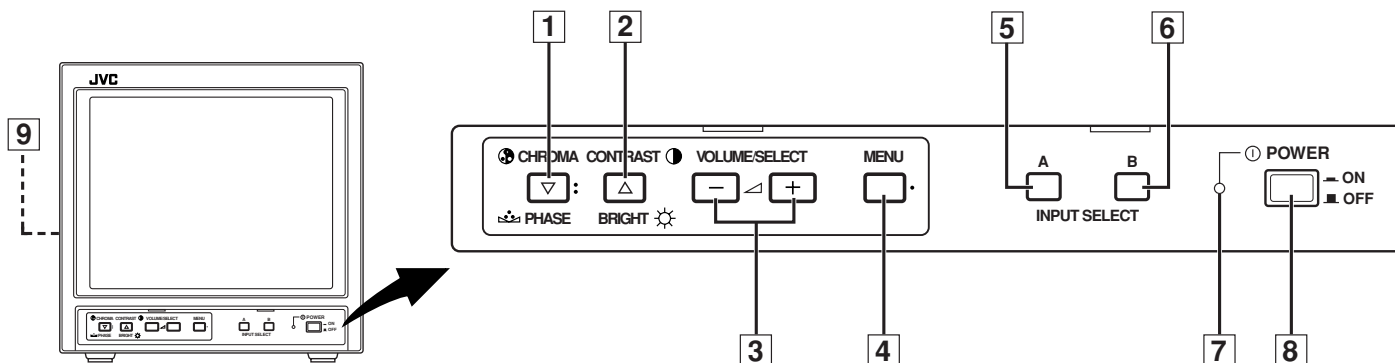 1 2 5 6
JVC
9
CHROMA CONTRAST VOLUME/SELECT MENU
PHASE BRIGHT
A B
INPUT SELECT
POWER
ON
OFF
CHROMA CONTRAST VOLUME/SELECT MENU
PHASE BRIGHT
A B
INPUT SELECT
POWER
ON
OFF
3 4 7 8